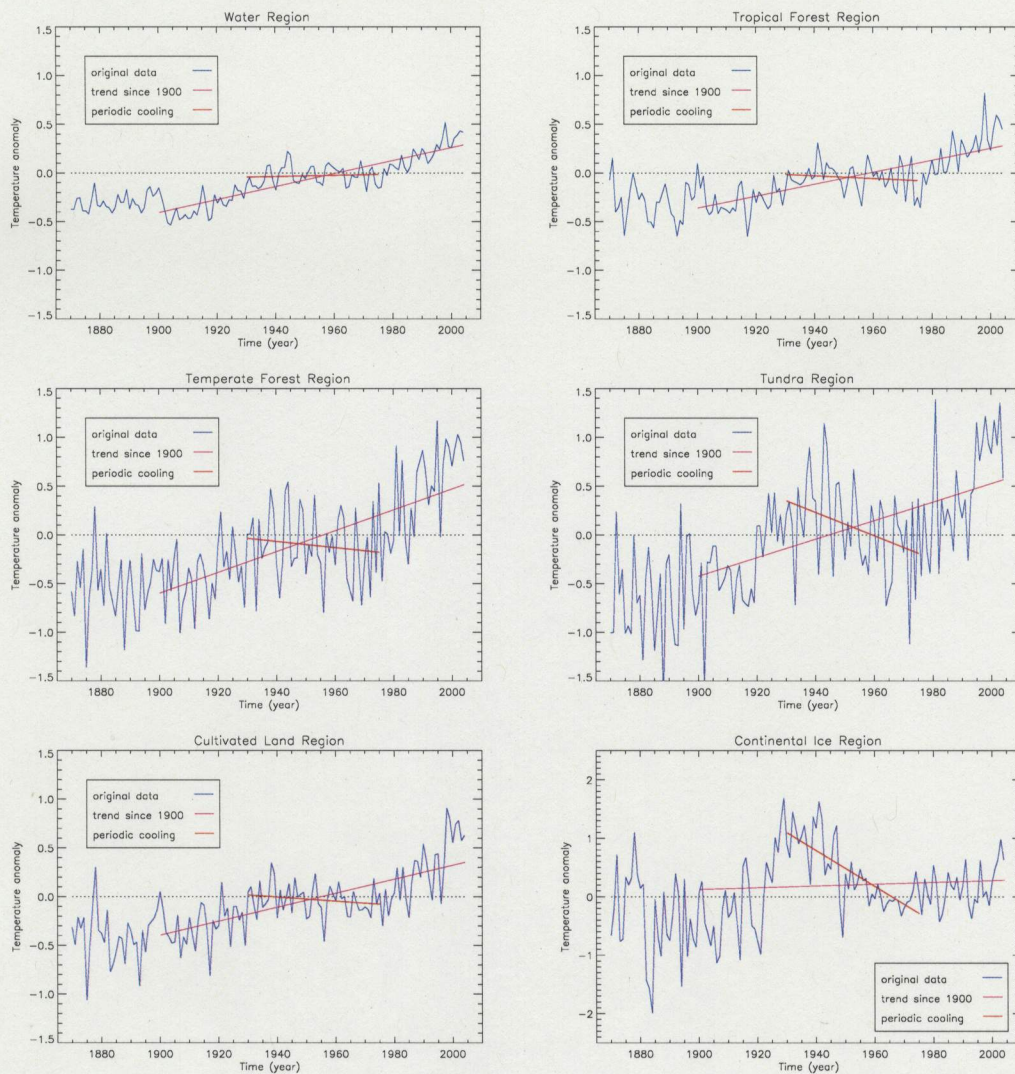 Water Region
1.5
1.0
0.5
0.0
−0.5
−1.0
−1.5
Temperature anomaly
original data
trend since 1900
periodic cooling
1880 1900 1920 1940 1960 1980 2000
Time (year)
Tropical Forest Region
1.5
1.0
0.5
0.0
−0.5
−1.0
−1.5
Temperature anomaly
original data
trend since 1900
periodic cooling
1880 1900 1920 1940 1960 1980 2000
Time (year)
Temperate Forest Region
1.5
1.0
0.5
0.0
−0.5
−1.0
−1.5
Temperature anomaly
original data
trend since 1900
periodic cooling
1880 1900 1920 1940 1960 1980 2000
Time (year)
Tundra Region
1.5
1.0
0.5
0.0
−0.5
−1.0
−1.5
Temperature anomaly
original data
trend since 1900
periodic cooling
1880 1900 1920 1940 1960 1980 2000
Time (year)
Cultivated Land Region
1.5
1.0
0.5
0.0
−0.5
−1.0
−1.5
Temperature anomaly
original data
trend since 1900
periodic cooling
1880 1900 1920 1940 1960 1980 2000
Time (year)
Continental Ice Region
2
1
0
−1
−2
Temperature anomaly
original data
trend since 1900
periodic cooling
1880 1900 1920 1940 1960 1980 2000
Time (year)